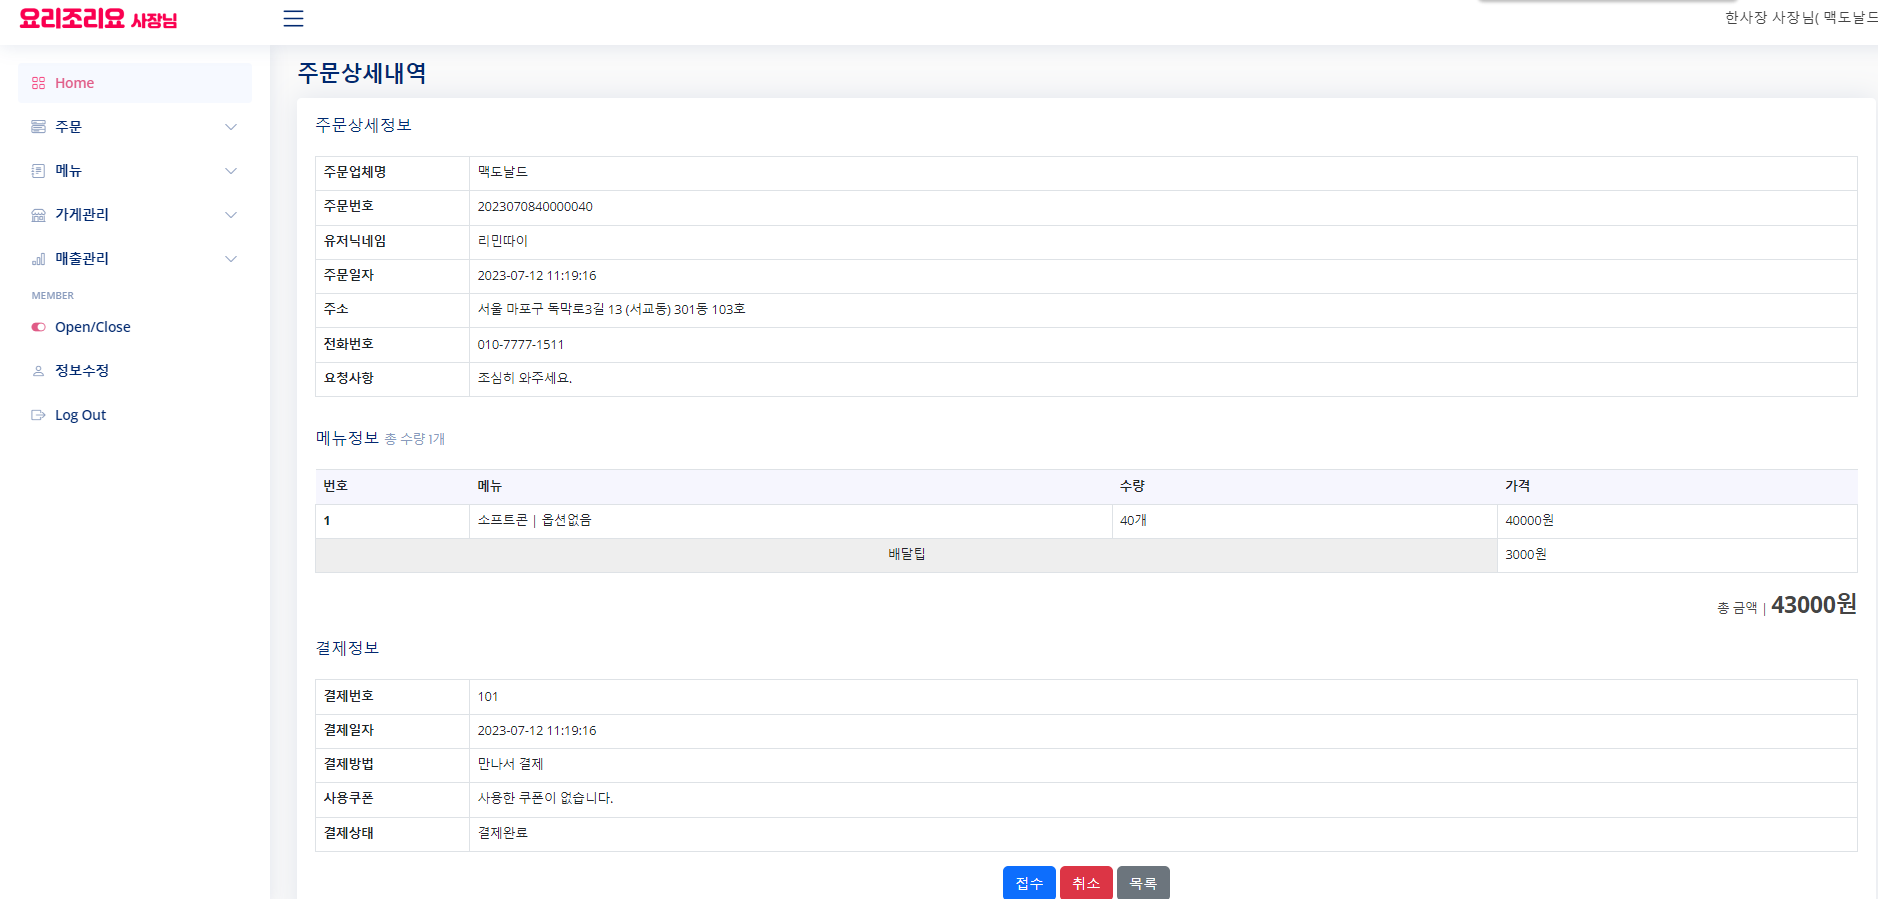 요리조리요 사장님
한사장 사장님( 맥도날드
Home
주문
메뉴
가게관리
매출관리
MEMBER
Open/Close
정보수정
Log Out
주문상세내역
주문상세정보
주문업체명 맥도날드
주문번호 2023070840000040
유저닉네임 리민따이
주문일자 2023-07-12 11:19:16
주소 서울 마포구 독막로3길 13 (서교동) 301동 103호
전화번호 010-7777-1511
요청사항 조심히 와주세요.
메뉴정보 총 수량 1개
번호 메뉴 수량 가격
1 소프트콘 | 옵션없음 40개 40000원
배달팁 3000원
총 금액 | 43000원
결제정보
결제번호 101
결제일자 2023-07-12 11:19:16
결제방법 만나서 결제
사용쿠폰 사용한 쿠폰이 없습니다.
결제상태 결제완료
접수 취소 목록